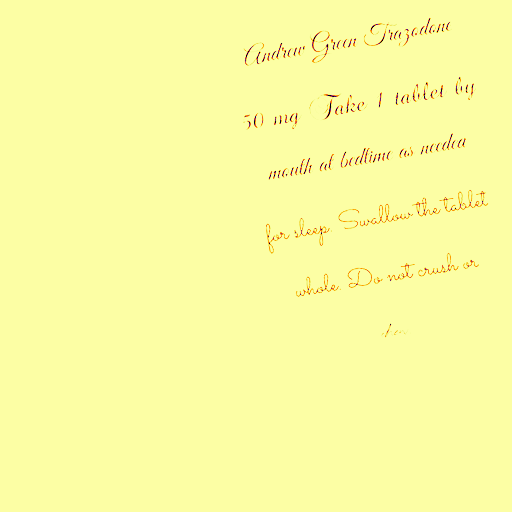 Andrew Green Trazodone
50 mg Take 1 tablet by
mouth at bedtime as needed
for sleep. Swallow the tablet
whole. Do not crush or